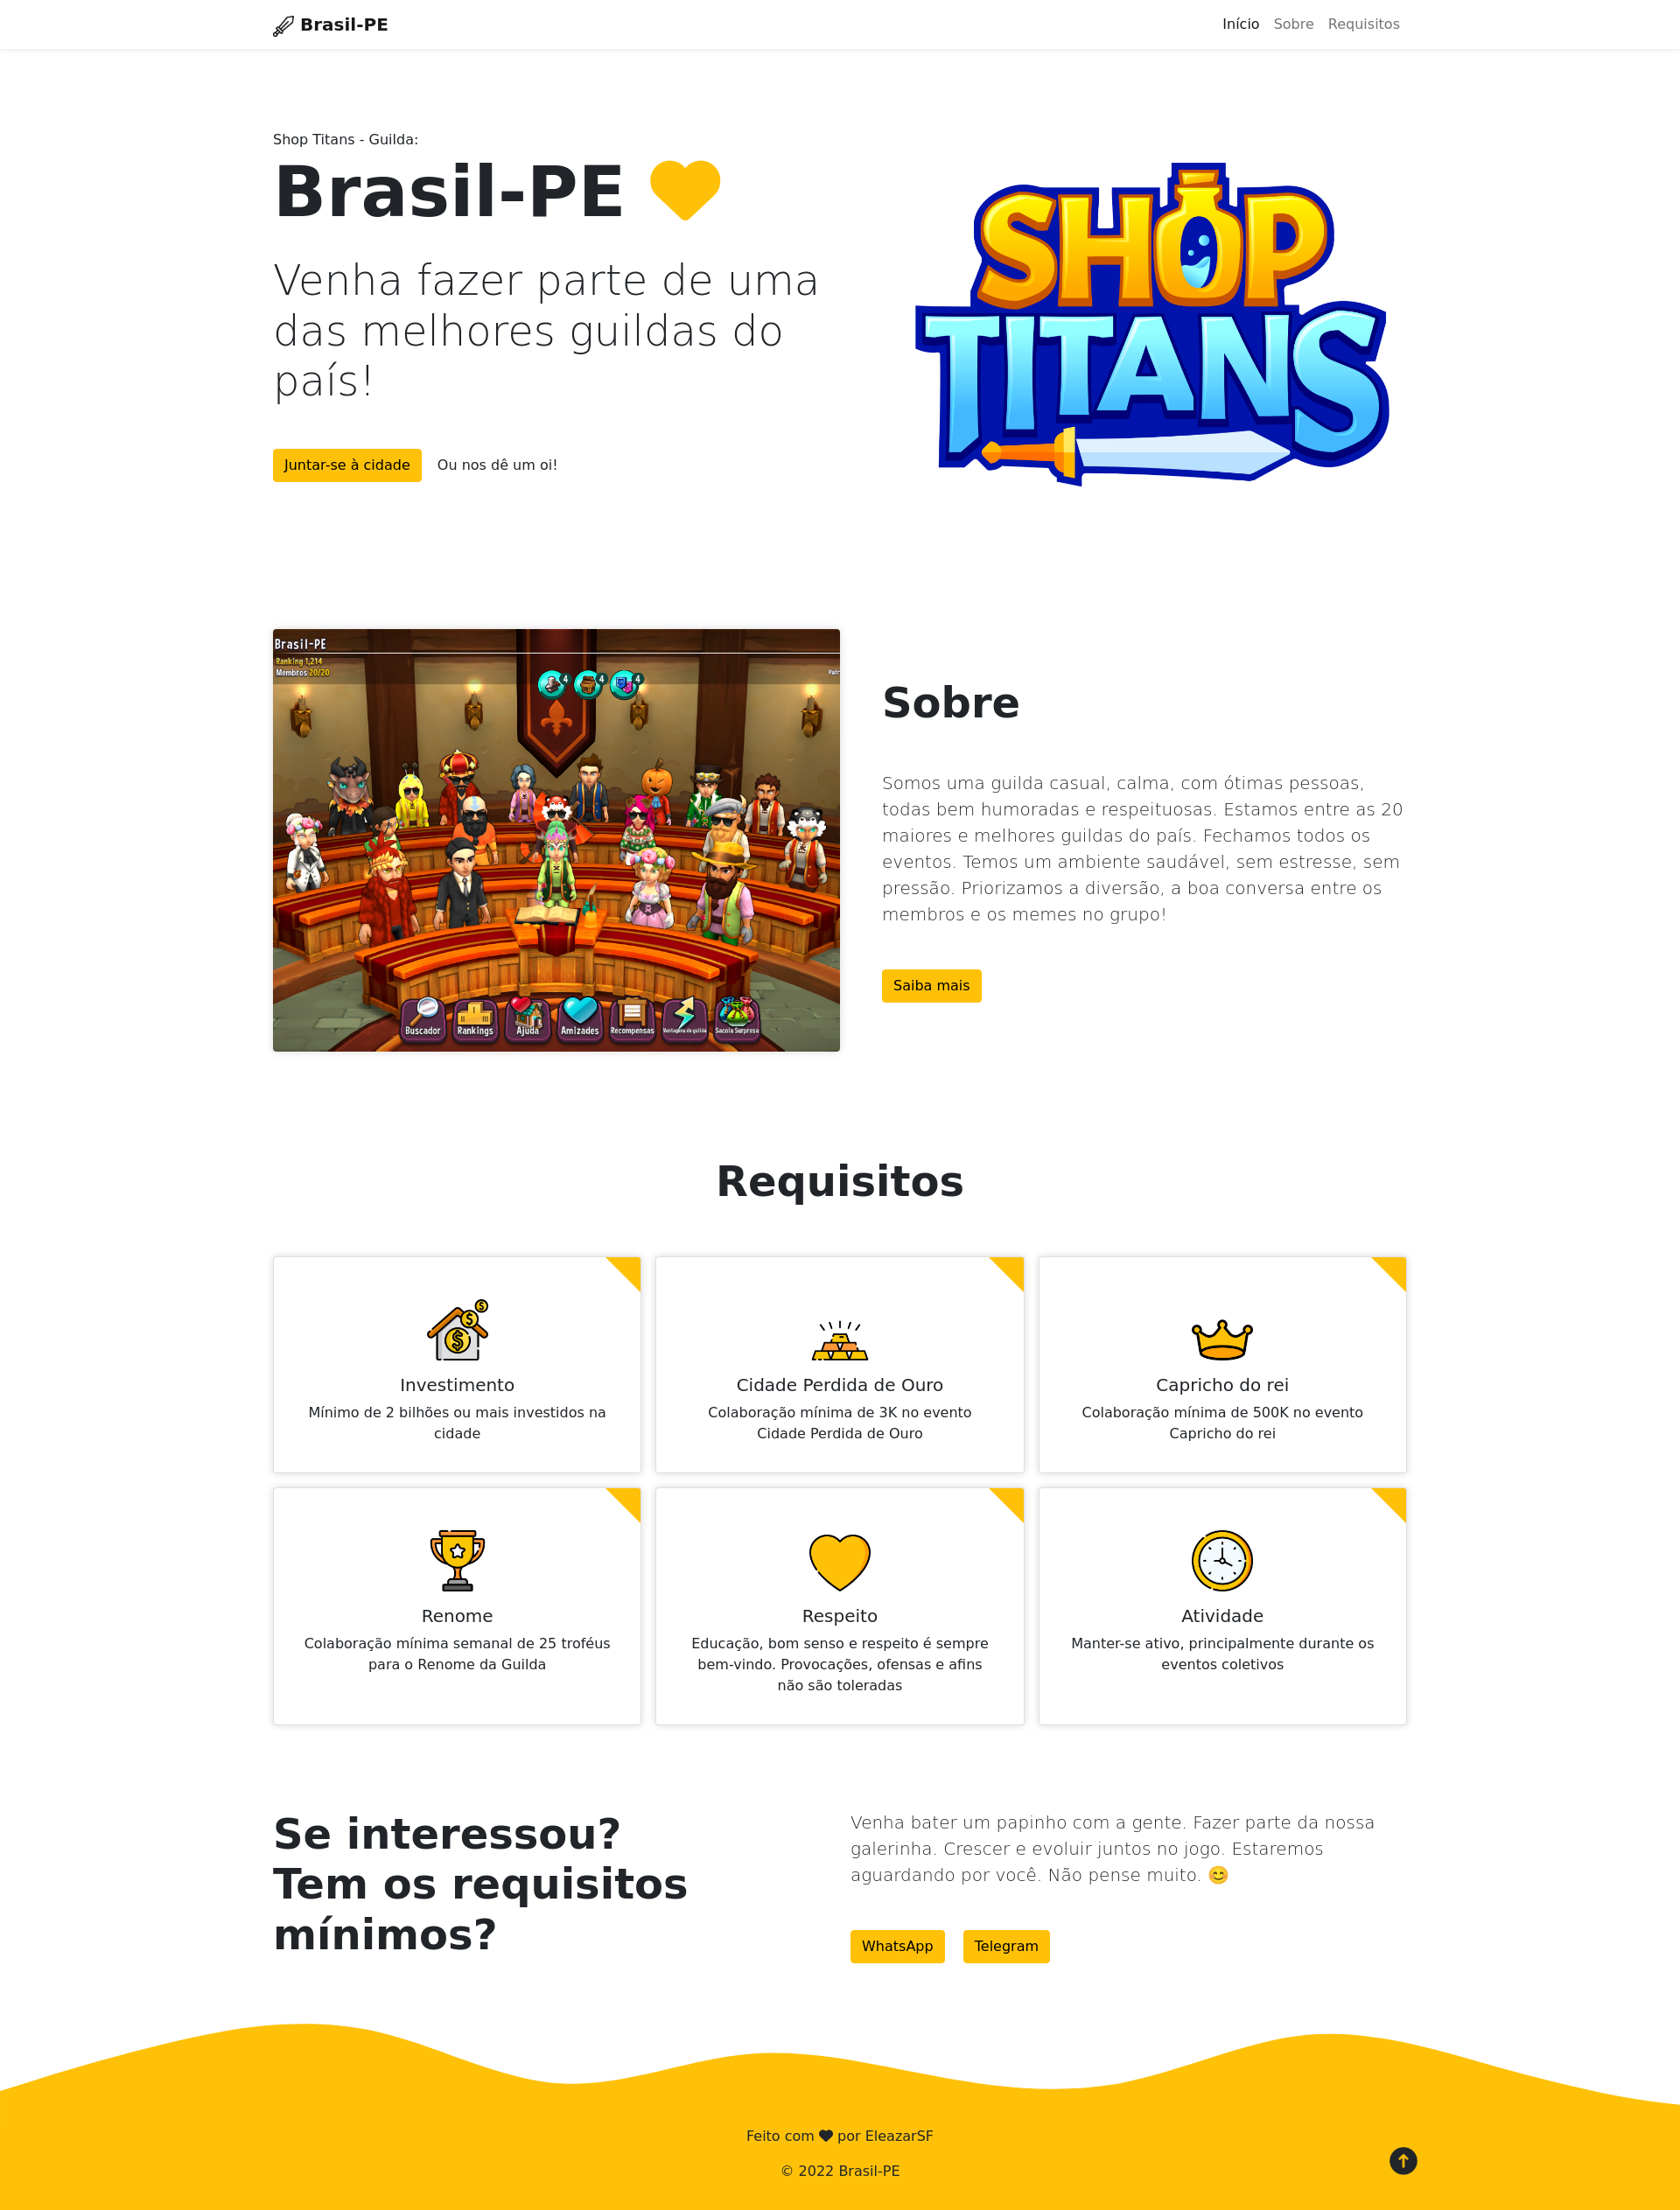 Brasil-PE
Início Sobre Requisitos
Shop Titans - Guilda:
Brasil-PE
Venha fazer parte de uma
das melhores guildas do
país!
Juntar-se à cidade Ou nos dê um oi!
SHOP
TITANS
Brasil-PE
Ranking 1,214
Membros 20/20
4 4 4
Buscador Rankings Ajuda Amizades Recompensas Vantagens da guilda Sacola Surpresa
Sobre
Somos uma guilda casual, calma, com ótimas pessoas,
todas bem humoradas e respeituosas. Estamos entre as 20
maiores e melhores guildas do país. Fechamos todos os
eventos. Temos um ambiente saudável, sem estresse, sem
pressão. Priorizamos a diversão, a boa conversa entre os
membros e os memes no grupo!
Saiba mais
Requisitos
Investimento
Mínimo de 2 bilhões ou mais investidos na
cidade
Cidade Perdida de Ouro
Colaboração mínima de 3K no evento
Cidade Perdida de Ouro
Capricho do rei
Colaboração mínima de 500K no evento
Capricho do rei
Renome
Colaboração mínima semanal de 25 troféus
para o Renome da Guilda
Respeito
Educação, bom senso e respeito é sempre
bem-vindo. Provocações, ofensas e afins
não são toleradas
Atividade
Manter-se ativo, principalmente durante os
eventos coletivos
Se interessou?
Tem os requisitos
mínimos?
Venha bater um papinho com a gente. Fazer parte da nossa
galerinha. Crescer e evoluir juntos no jogo. Estaremos
aguardando por você. Não pense muito. 😊
WhatsApp Telegram
Feito com ♥ por EleazarSF
© 2022 Brasil-PE